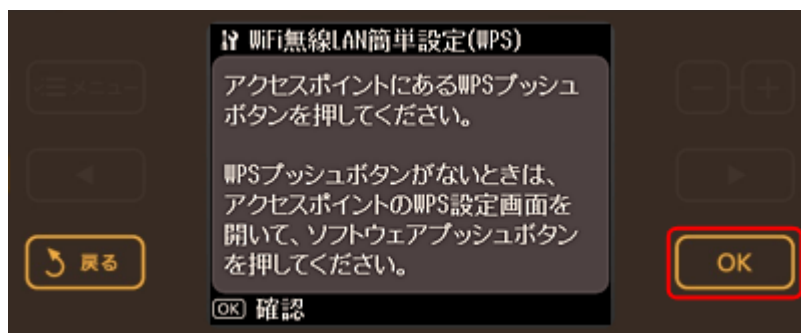 WiFi無線LAN簡単設定(WPS)
アクセスポイントにあるWPSプッシュ
ボタンを押してください。
WPSプッシュボタンがないときは、
アクセスポイントのWPS設定画面を
開いて、ソフトウェアプッシュボタン
を押してください。
OK 確認
メニュー
戻る
OK